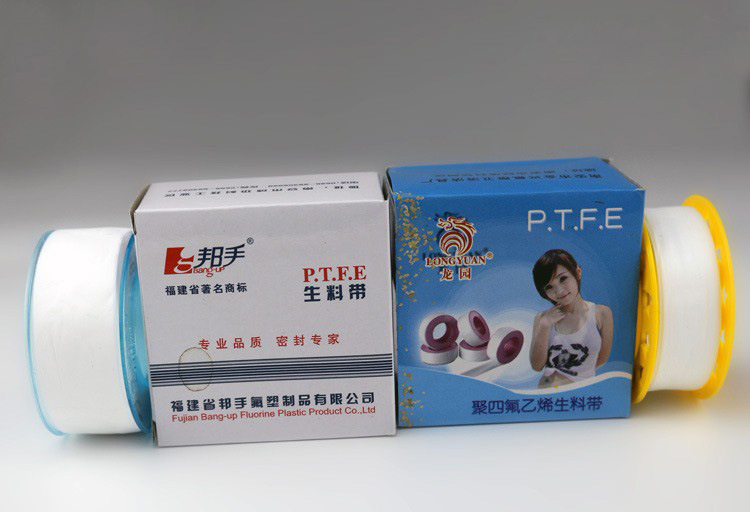 邦手®
Bang-up
福建省著名商标
P.T.F.E
生料带
专业品质 密封专家
福建省邦手氟塑制品有限公司
Fujian Bang-up Fluorine Plastic Product Co.,Ltd
P.T.F.E
LONGYUAN®
龙园
聚四氟乙烯生料带